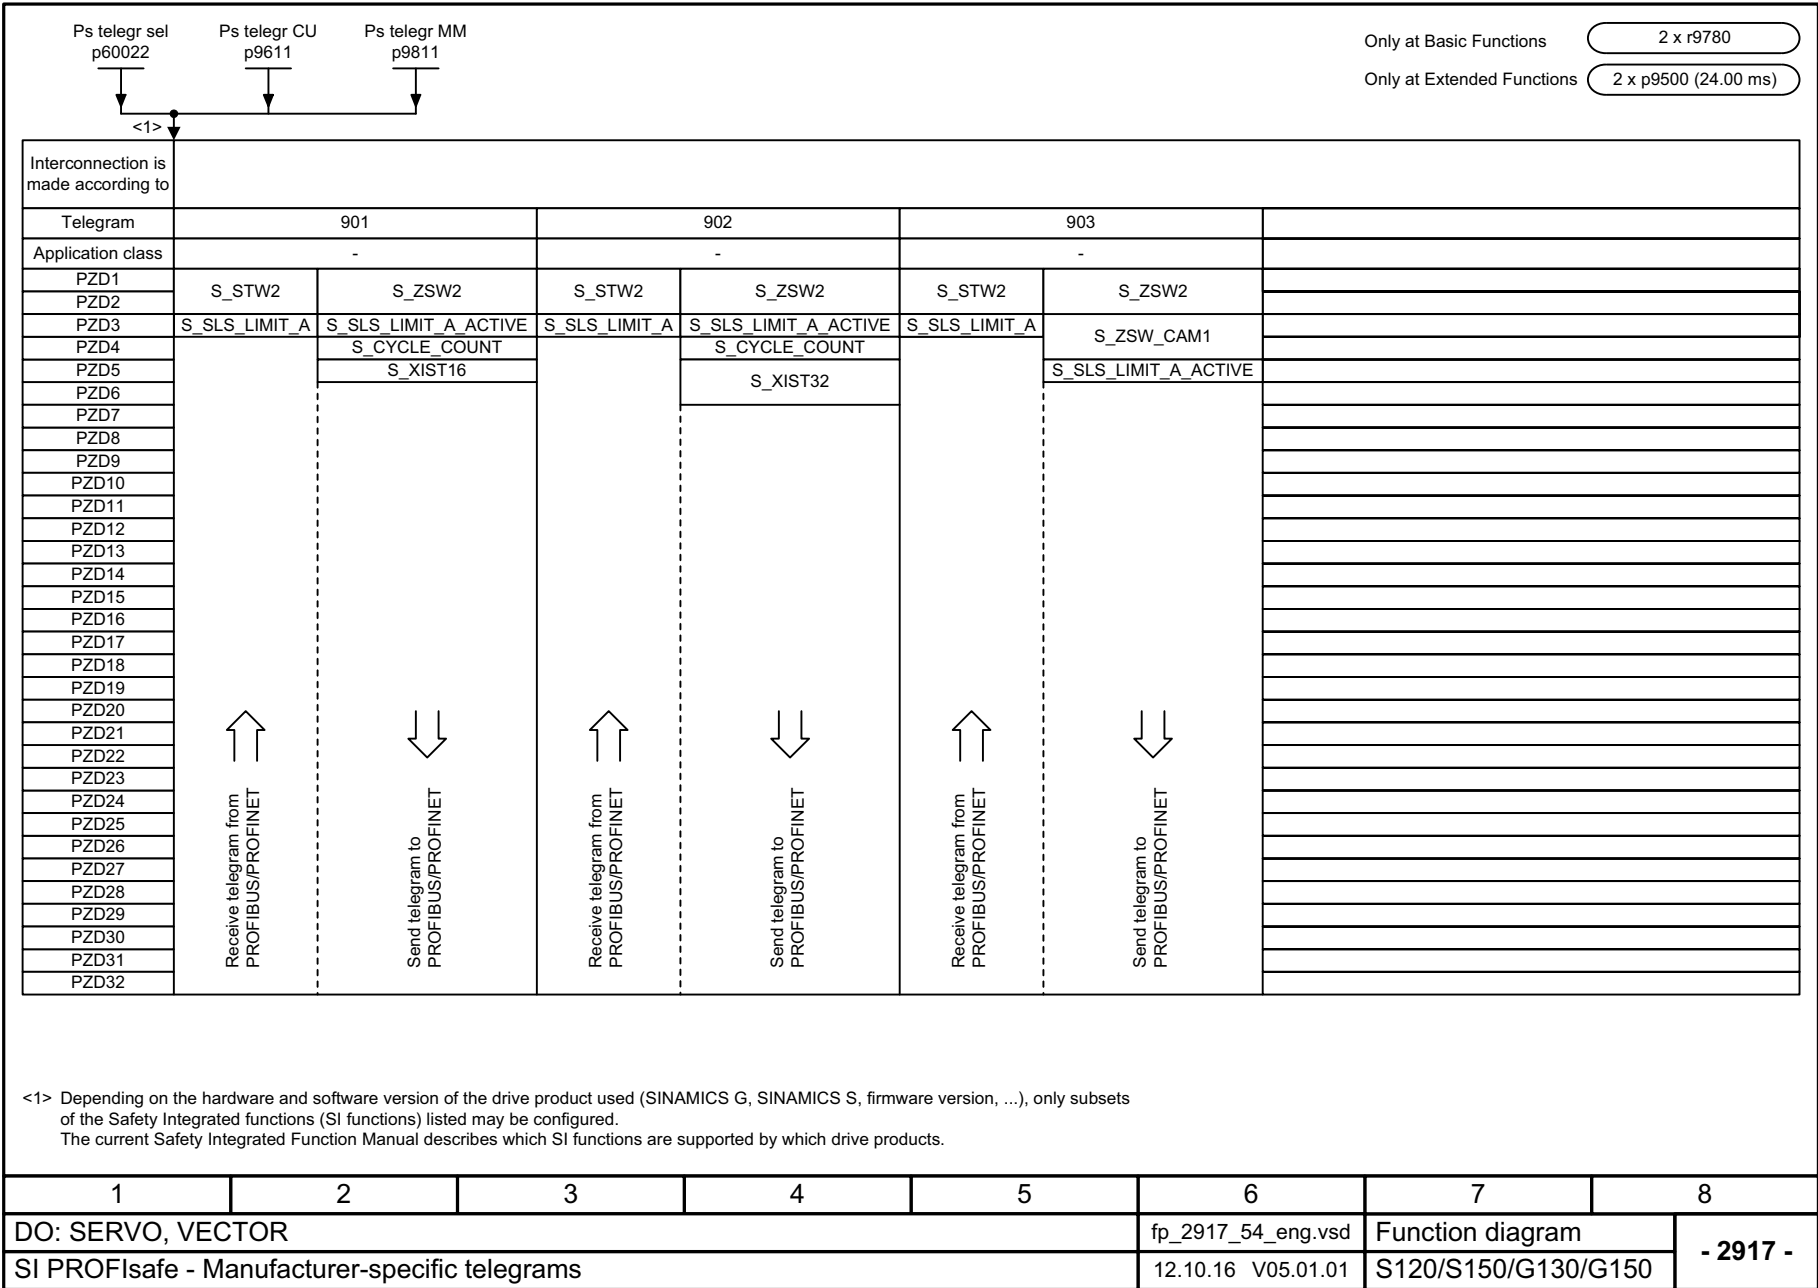 Ps telegr sel
p60022
Ps telegr CU
p9611
Ps telegr MM
p9811
Only at Basic Functions
2 x r9780
Only at Extended Functions
2 x p9500 (24.00 ms)
<1>
Interconnection is
made according to
Telegram 901 902 903
Application class - - -
PZD1
S_STW2 S_ZSW2 S_STW2 S_ZSW2 S_STW2 S_ZSW2
PZD2
PZD3 S_SLS_LIMIT_A S_SLS_LIMIT_A_ACTIVE S_SLS_LIMIT_A S_SLS_LIMIT_A_ACTIVE S_SLS_LIMIT_A
S_ZSW_CAM1
PZD4 S_CYCLE_COUNT S_CYCLE_COUNT
PZD5 S_XIST16 S_SLS_LIMIT_A_ACTIVE
S_XIST32
PZD6
PZD7
PZD8
PZD9
PZD10
PZD11
PZD12
PZD13
PZD14
PZD15
PZD16
PZD17
PZD18
PZD19
PZD20
PZD21
PZD22
PZD23
PZD24
PZD25
PZD26
PZD27
PZD28
PZD29
PZD30
PZD31
PZD32
Receive telegram from
PROFIBUS/PROFINET
Send telegram to
PROFIBUS/PROFINET
Receive telegram from
PROFIBUS/PROFINET
Send telegram to
PROFIBUS/PROFINET
Receive telegram from
PROFIBUS/PROFINET
Send telegram to
PROFIBUS/PROFINET
<1> Depending on the hardware and software version of the drive product used (SINAMICS G, SINAMICS S, firmware version, ...), only subsets
of the Safety Integrated functions (SI functions) listed may be configured.
The current Safety Integrated Function Manual describes which SI functions are supported by which drive products.
1 2 3 4 5 6 7 8
DO: SERVO, VECTOR
fp_2917_54_eng.vsd
Function diagram
- 2917 -
SI PROFIsafe - Manufacturer-specific telegrams
12.10.16 V05.01.01
S120/S150/G130/G150